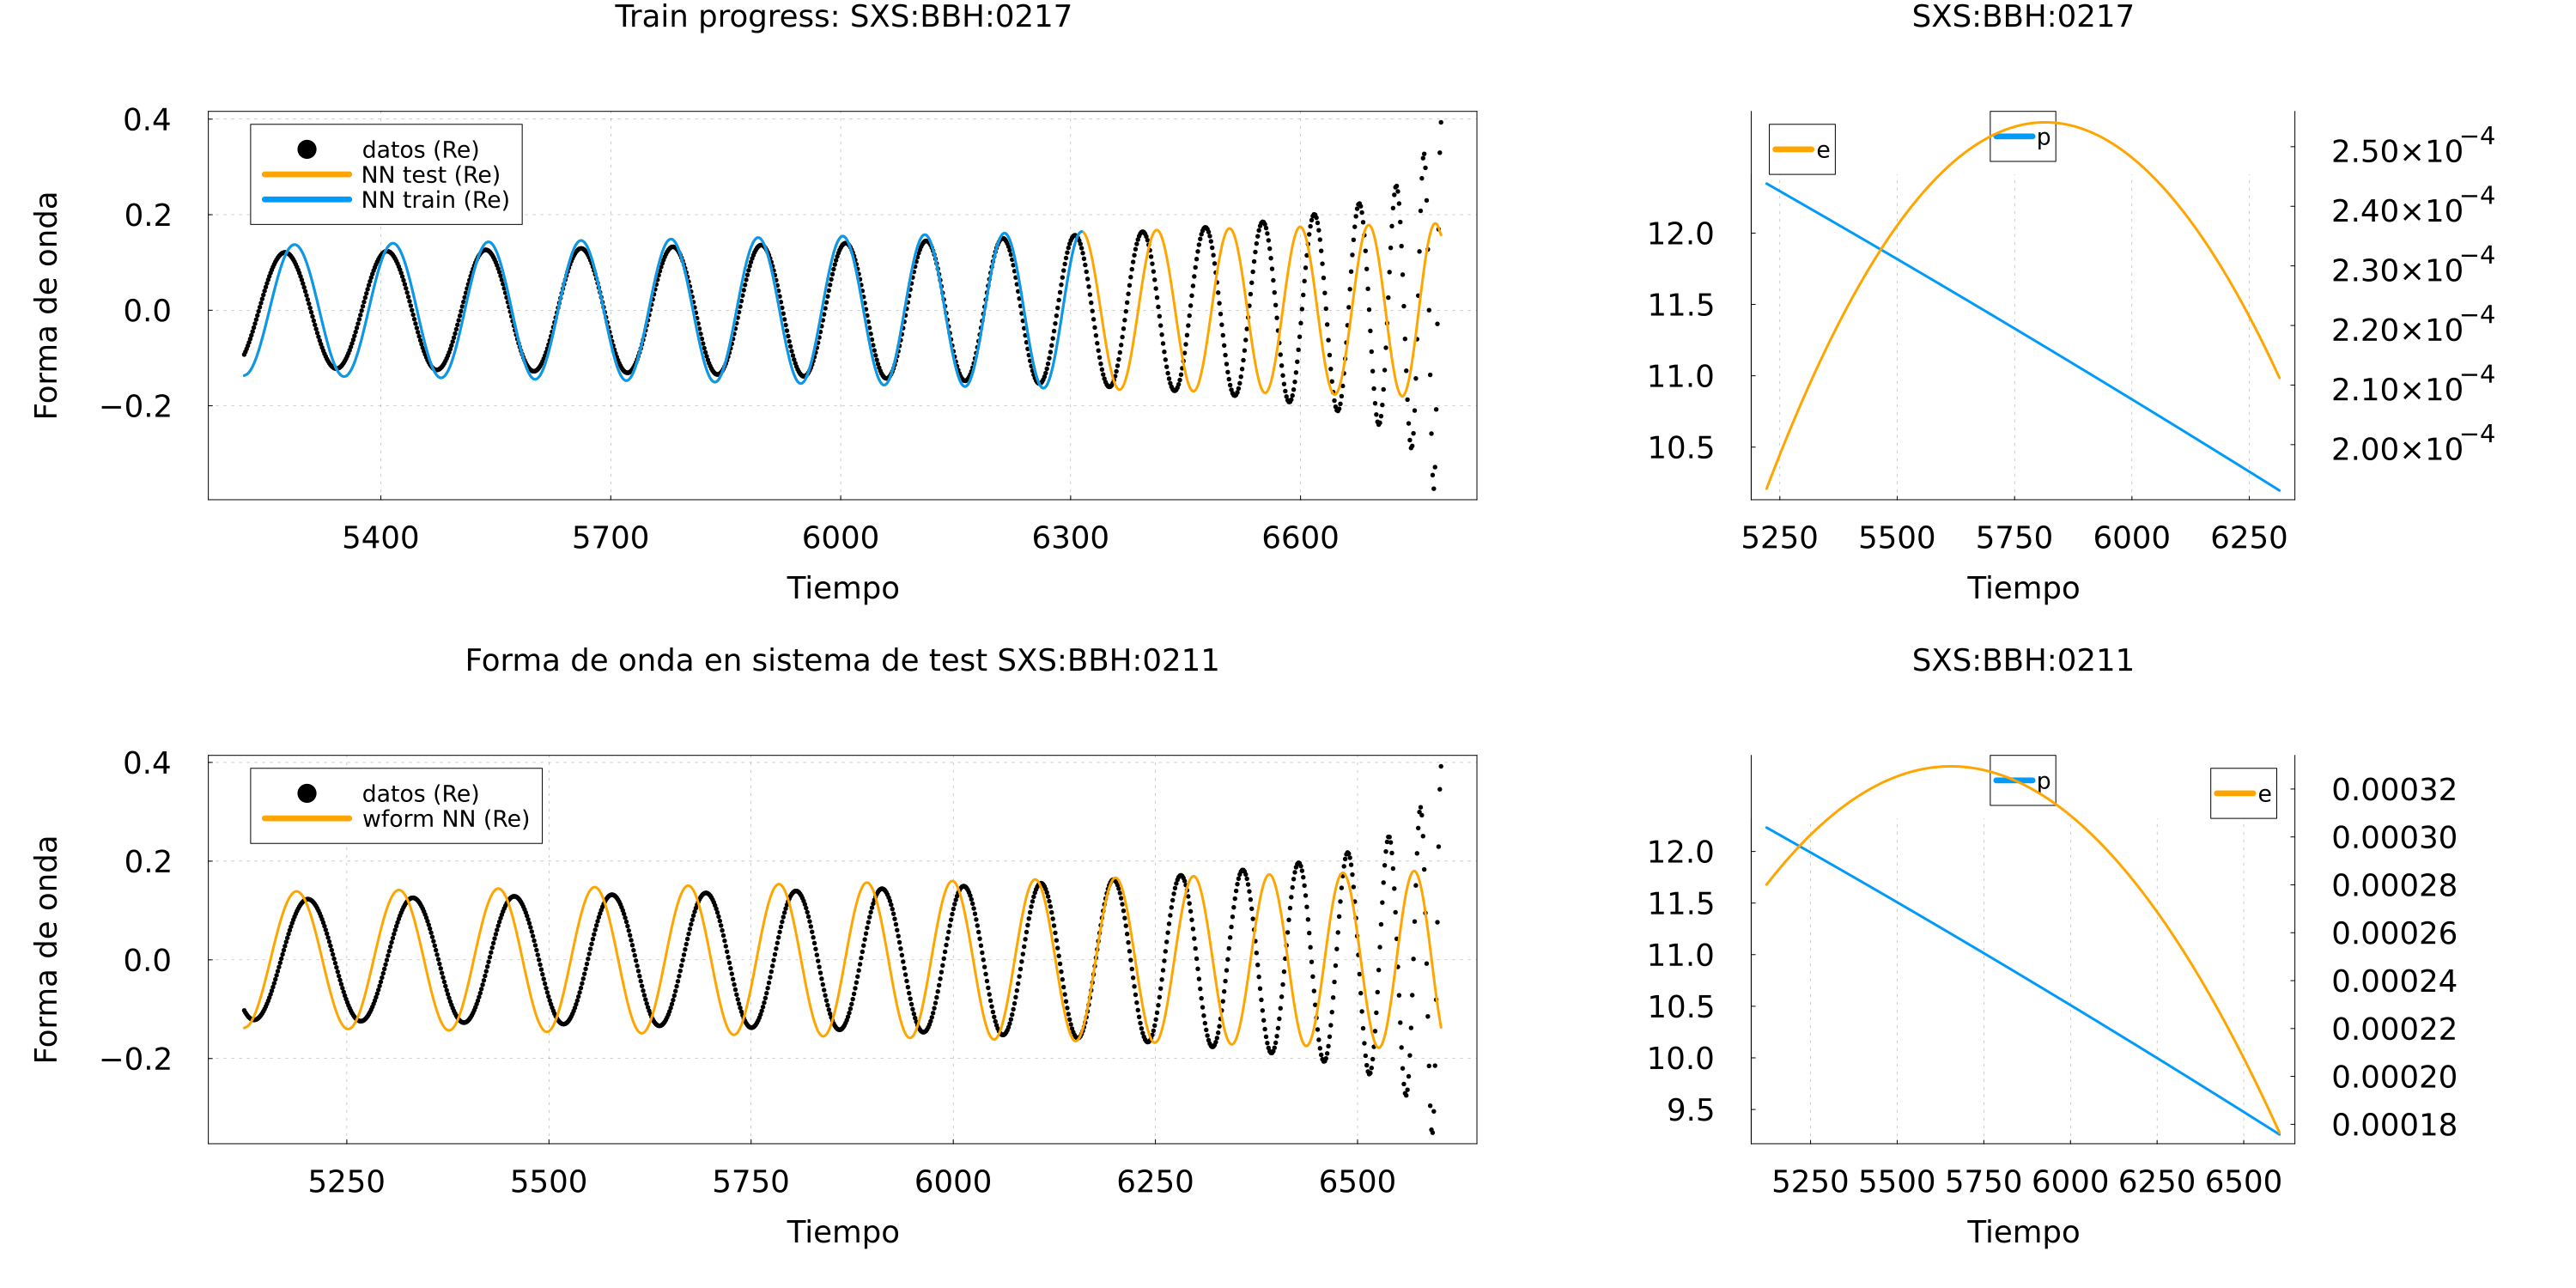 Train progress: SXS:BBH:0217
Forma de onda
0.4
0.2
0.0
−0.2
datos (Re)
NN test (Re)
NN train (Re)
5400 5700 6000 6300 6600
Tiempo
SXS:BBH:0217
e
p
12.0
11.5
11.0
10.5
2.50×10⁻⁴
2.40×10⁻⁴
2.30×10⁻⁴
2.20×10⁻⁴
2.10×10⁻⁴
2.00×10⁻⁴
5250 5500 5750 6000 6250
Tiempo
Forma de onda en sistema de test SXS:BBH:0211
Forma de onda
0.4
0.2
0.0
−0.2
datos (Re)
wform NN (Re)
5250 5500 5750 6000 6250 6500
Tiempo
SXS:BBH:0211
p
e
12.0
11.5
11.0
10.5
10.0
9.5
0.00032
0.00030
0.00028
0.00026
0.00024
0.00022
0.00020
0.00018
5250 5500 5750 6000 6250 6500
Tiempo